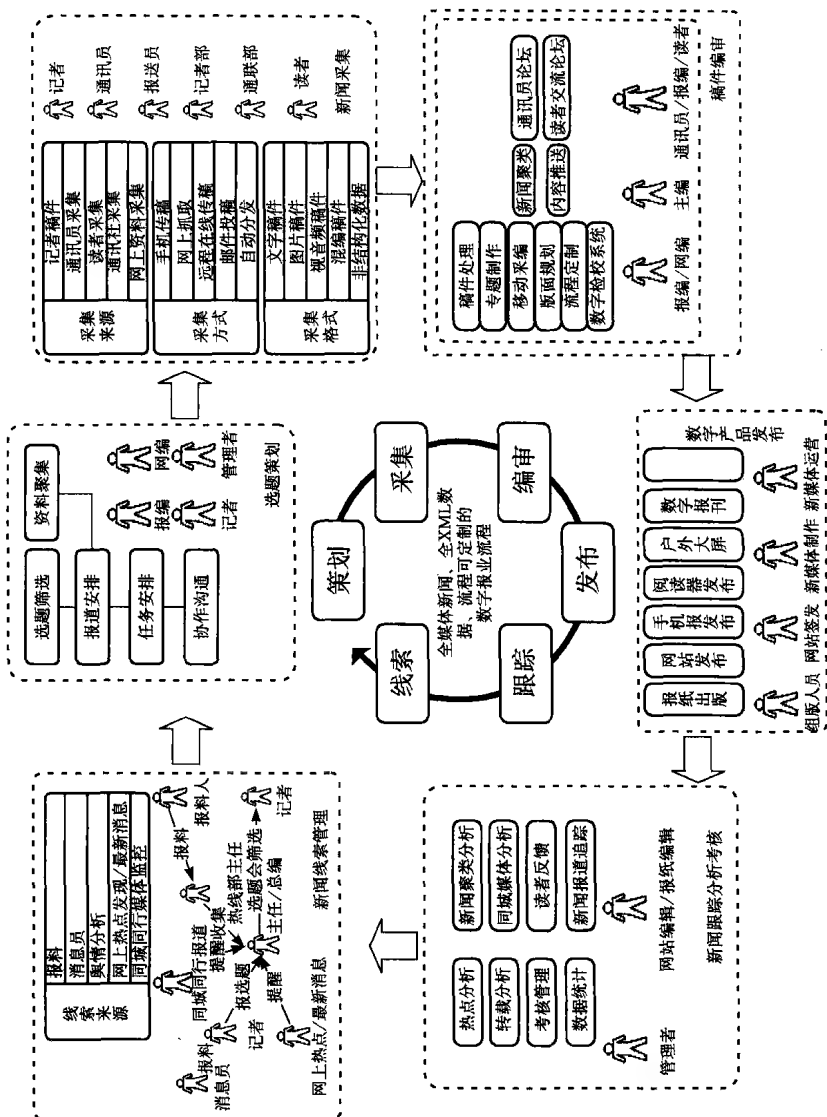 线索来源
报料
消息员
舆情分析
网上热点发现/最新消息
同城同行媒体监控
报料
消息员
同城同行报道
提醒收集
报料
报料人
热线部主任
报选题
记者
选题会筛选
记者
主任/总编
提醒
网上热点/最新消息
新闻线索管理
选题筛选
报道安排
任务安排
协作沟通
资料聚集
报编
网编
记者
管理者
选题策划
采集来源
记者稿件
通讯员采集
读者采集
通讯社采集
网上资料采集
采集方式
手机传稿
网上抓取
远程在线传稿
邮件投稿
自动分发
采集格式
文字稿件
图片稿件
视音频稿件
混编稿件
非结构化数据
记者
通讯员
报送员
记者部
通联部
读者
新闻采集
策划
采集
编审
发布
跟踪
线索
全媒体新闻、全XML数
据、流程可定制的
数字报业流程
热点分析
转载分析
考核管理
数据统计
新闻聚类分析
同城媒体分析
读者反馈
新闻报道追踪
管理者
网站编辑/报纸编辑
新闻跟踪分析考核
报纸出版
网站发布
手机报发布
阅读器发布
户外大屏
数字报刊
数字产品发布
组版人员
网站签发
新媒体制作
新媒体运营
稿件处理
专题制作
移动采编
版面规划
流程定制
数字检校系统
新闻聚类
内容推送
通讯员论坛
读者交流论坛
报编/网编
主编
通讯员/报编/读者
稿件编审